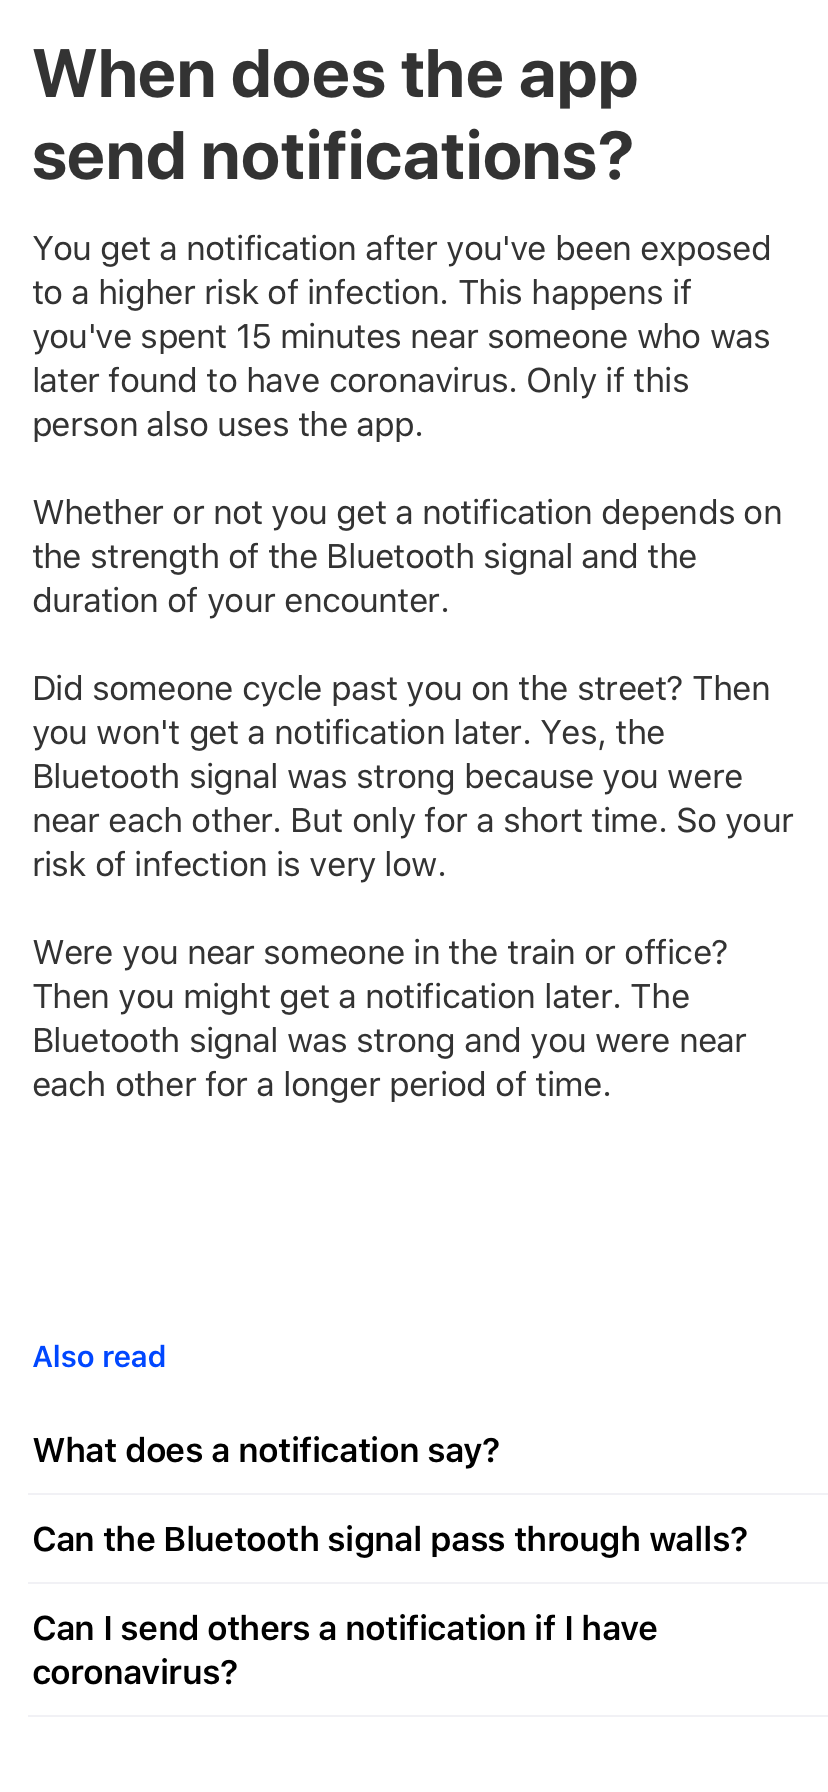 When does the app
send notifications?
You get a notification after you've been exposed
to a higher risk of infection. This happens if
you've spent 15 minutes near someone who was
later found to have coronavirus. Only if this
person also uses the app.
Whether or not you get a notification depends on
the strength of the Bluetooth signal and the
duration of your encounter.
Did someone cycle past you on the street? Then
you won't get a notification later. Yes, the
Bluetooth signal was strong because you were
near each other. But only for a short time. So your
risk of infection is very low.
Were you near someone in the train or office?
Then you might get a notification later. The
Bluetooth signal was strong and you were near
each other for a longer period of time.
Also read
What does a notification say?
Can the Bluetooth signal pass through walls?
Can I send others a notification if I have
coronavirus?